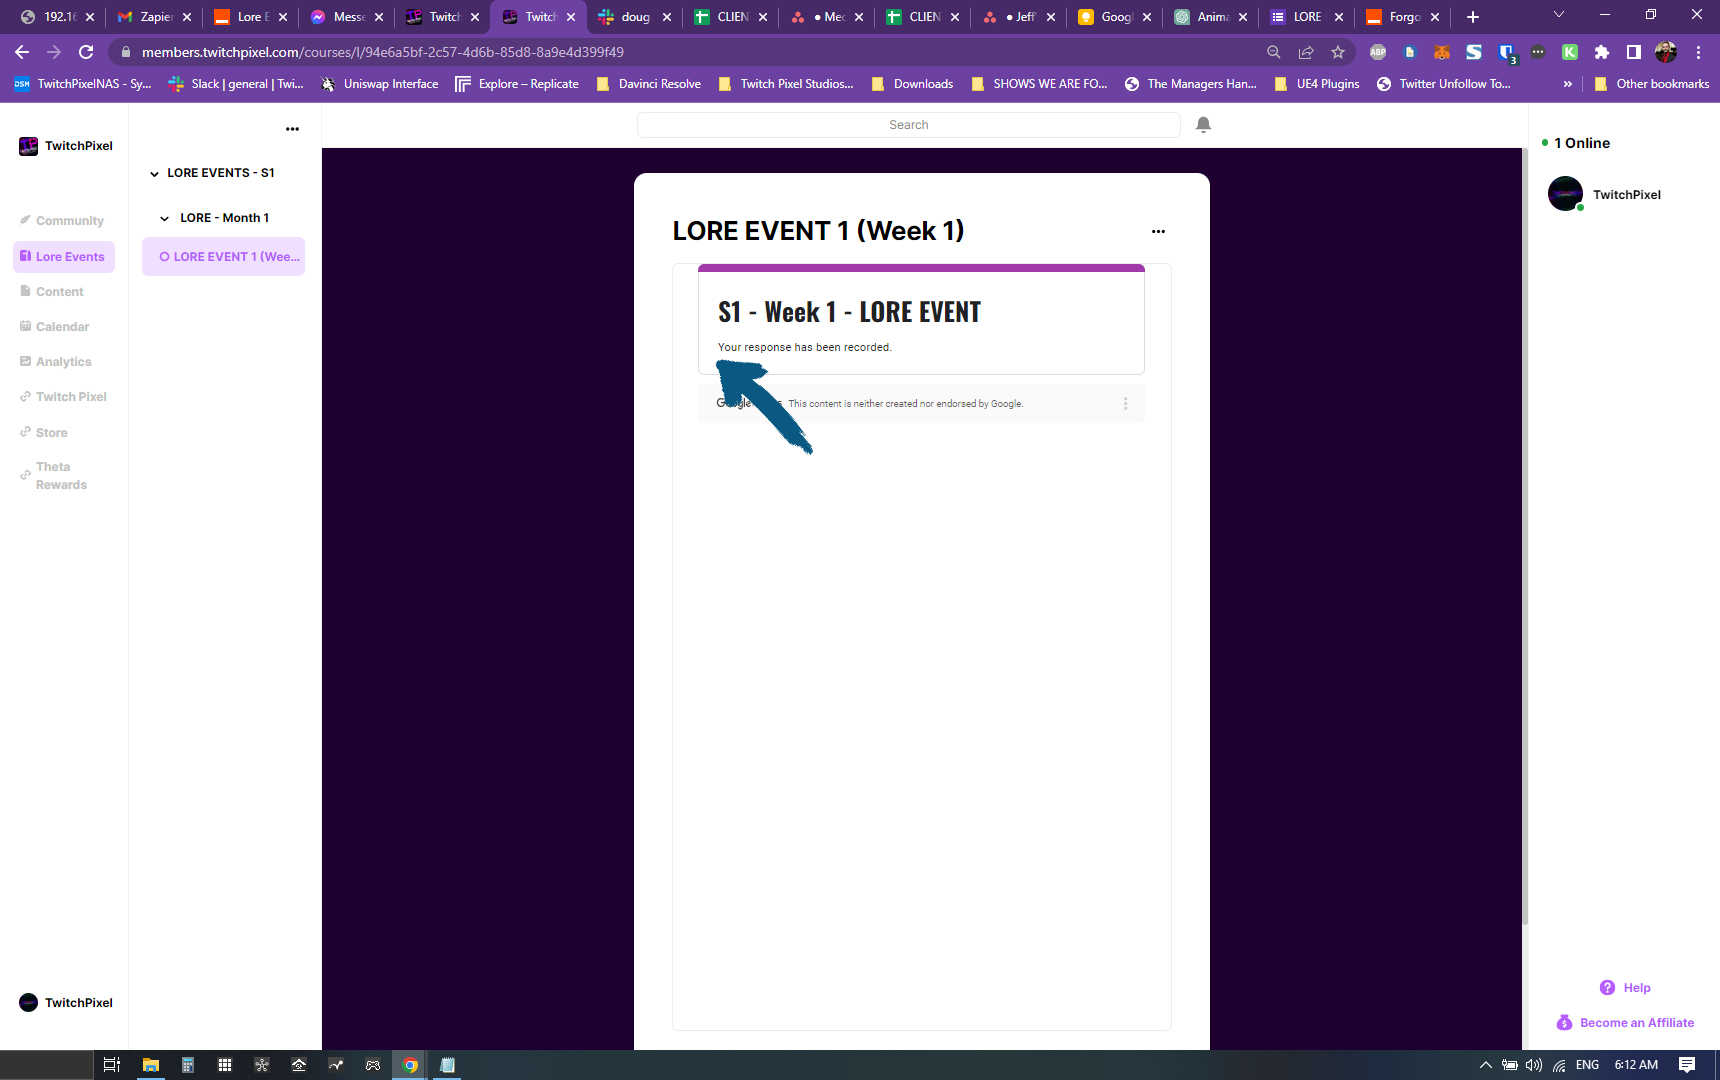 192.16
Zapier
Lore E
Messe
Twitch
Twitch
doug
CLIEN
● Mec
CLIEN
● Jeff
Googl
Anima
LORE
Forgo
members.twitchpixel.com/courses/l/94e6a5bf-2c57-4d6b-85d8-8a9e4d399f49
ABP
3
DSM
TwitchPixelNAS - Sy...
Slack | general | Twi...
Uniswap Interface
Explore – Replicate
Davinci Resolve
Twitch Pixel Studios...
Downloads
SHOWS WE ARE FO...
The Managers Han...
UE4 Plugins
Twitter Unfollow To...
»
Other bookmarks
TwitchPixel
Community
Lore Events
Content
Calendar
Analytics
Twitch Pixel
Store
Theta
Rewards
TwitchPixel
LORE EVENTS - S1
LORE - Month 1
LORE EVENT 1 (Wee...
Search
LORE EVENT 1 (Week 1)
S1 - Week 1 - LORE EVENT
Your response has been recorded.
Google
This content is neither created nor endorsed by Google.
1 Online
TwitchPixel
Help
Become an Affiliate
ENG
6:12 AM